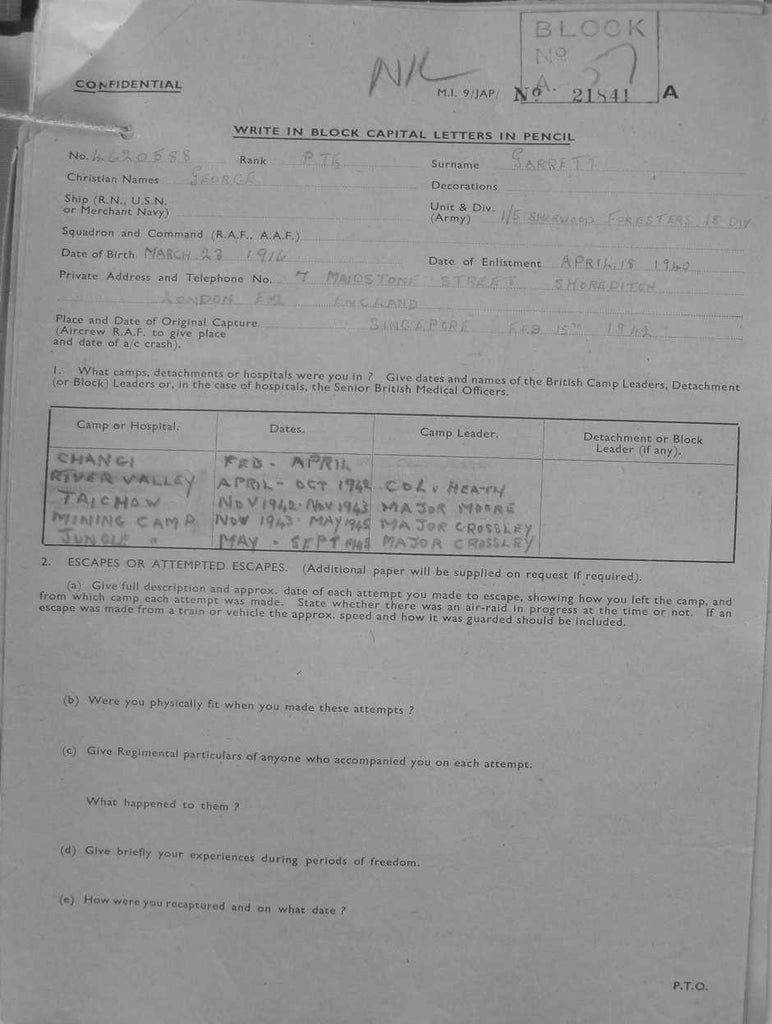 BLOCK
Nº
A.
CONFIDENTIAL
NIL
M.I. 9/JAP/ Nº 21841 A
WRITE IN BLOCK CAPITAL LETTERS IN PENCIL
No. 4620588 Rank PTE Surname GARRETT
Christian Names GEORGE Decorations
Ship (R.N., U.S.N.
or Merchant Navy)
Unit & Div.
(Army) 1/5 SHERWOOD FORESTERS 18 DIV
Squadron and Command (R.A.F., A.A.F.)
Date of Birth MARCH 23 1916 Date of Enlistment APRIL 18 1940
Private Address and Telephone No. 7 MAIDSTONE STREET SHOREDITCH
LONDON E2 ENGLAND
Place and Date of Original Capture SINGAPORE FEB 15TH 1942
(Aircrew R.A.F. to give place
and date of a/c crash).
1. What camps, detachments or hospitals were you in ? Give dates and names of the British Camp Leaders, Detachment
(or Block) Leaders or, in the case of hospitals, the Senior British Medical Officers.
Camp or Hospital. Dates. Camp Leader. Detachment or Block
Leader (if any).
CHANGI FEB - APRIL
RIVER VALLEY APRIL - OCT 1942 COL. HEATH
TAICHOW NOV 1942 - NOV 1943 MAJOR MOORE
MINING CAMP NOV 1943 - MAY 1945 MAJOR CROSSLEY
JUNGLE " MAY - SEPT 1945 MAJOR CROSSLEY
2. ESCAPES OR ATTEMPTED ESCAPES. (Additional paper will be supplied on request if required).
(a) Give full description and approx. date of each attempt you made to escape, showing how you left the camp, and
from which camp each attempt was made. State whether there was an air-raid in progress at the time or not. If an
escape was made from a train or vehicle the approx. speed and how it was guarded should be included.
(b) Were you physically fit when you made these attempts ?
(c) Give Regimental particulars of anyone who accompanied you on each attempt.
What happened to them ?
(d) Give briefly your experiences during periods of freedom.
(e) How were you recaptured and on what date ?
P.T.O.